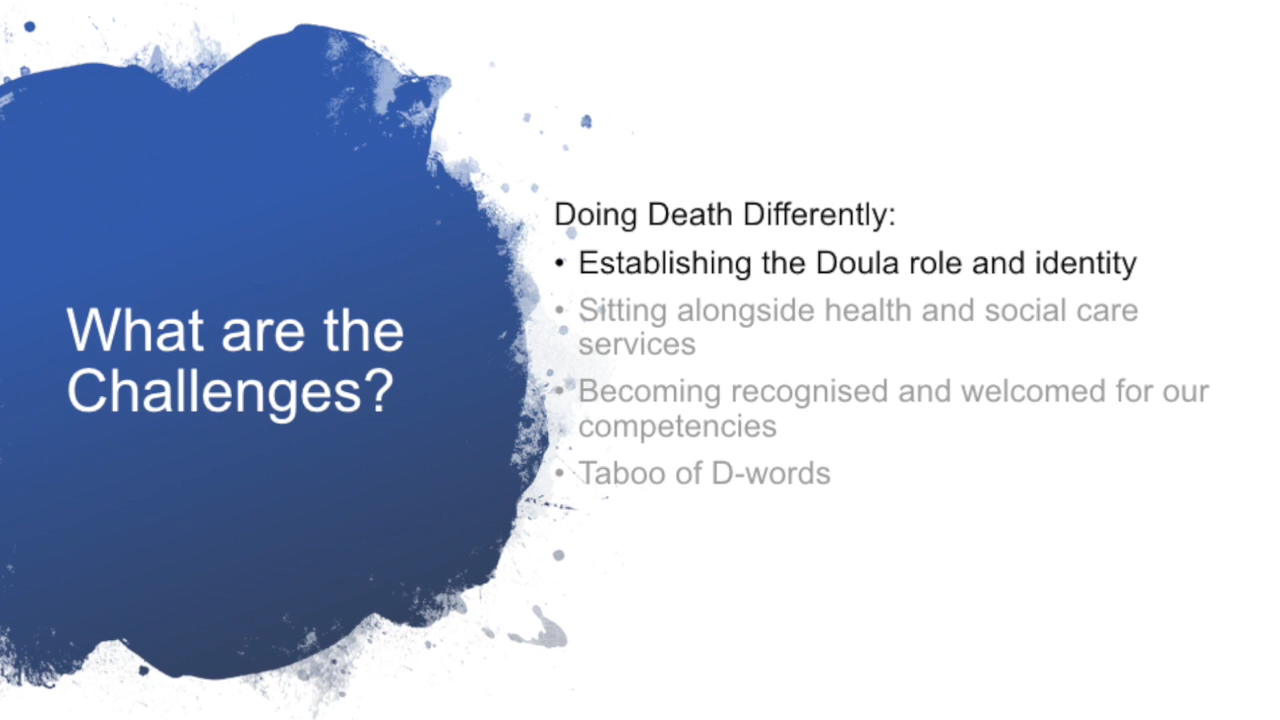 What are the
Challenges?
Doing Death Differently:
• Establishing the Doula role and identity
• Sitting alongside health and social care
services
• Becoming recognised and welcomed for our
competencies
• Taboo of D-words